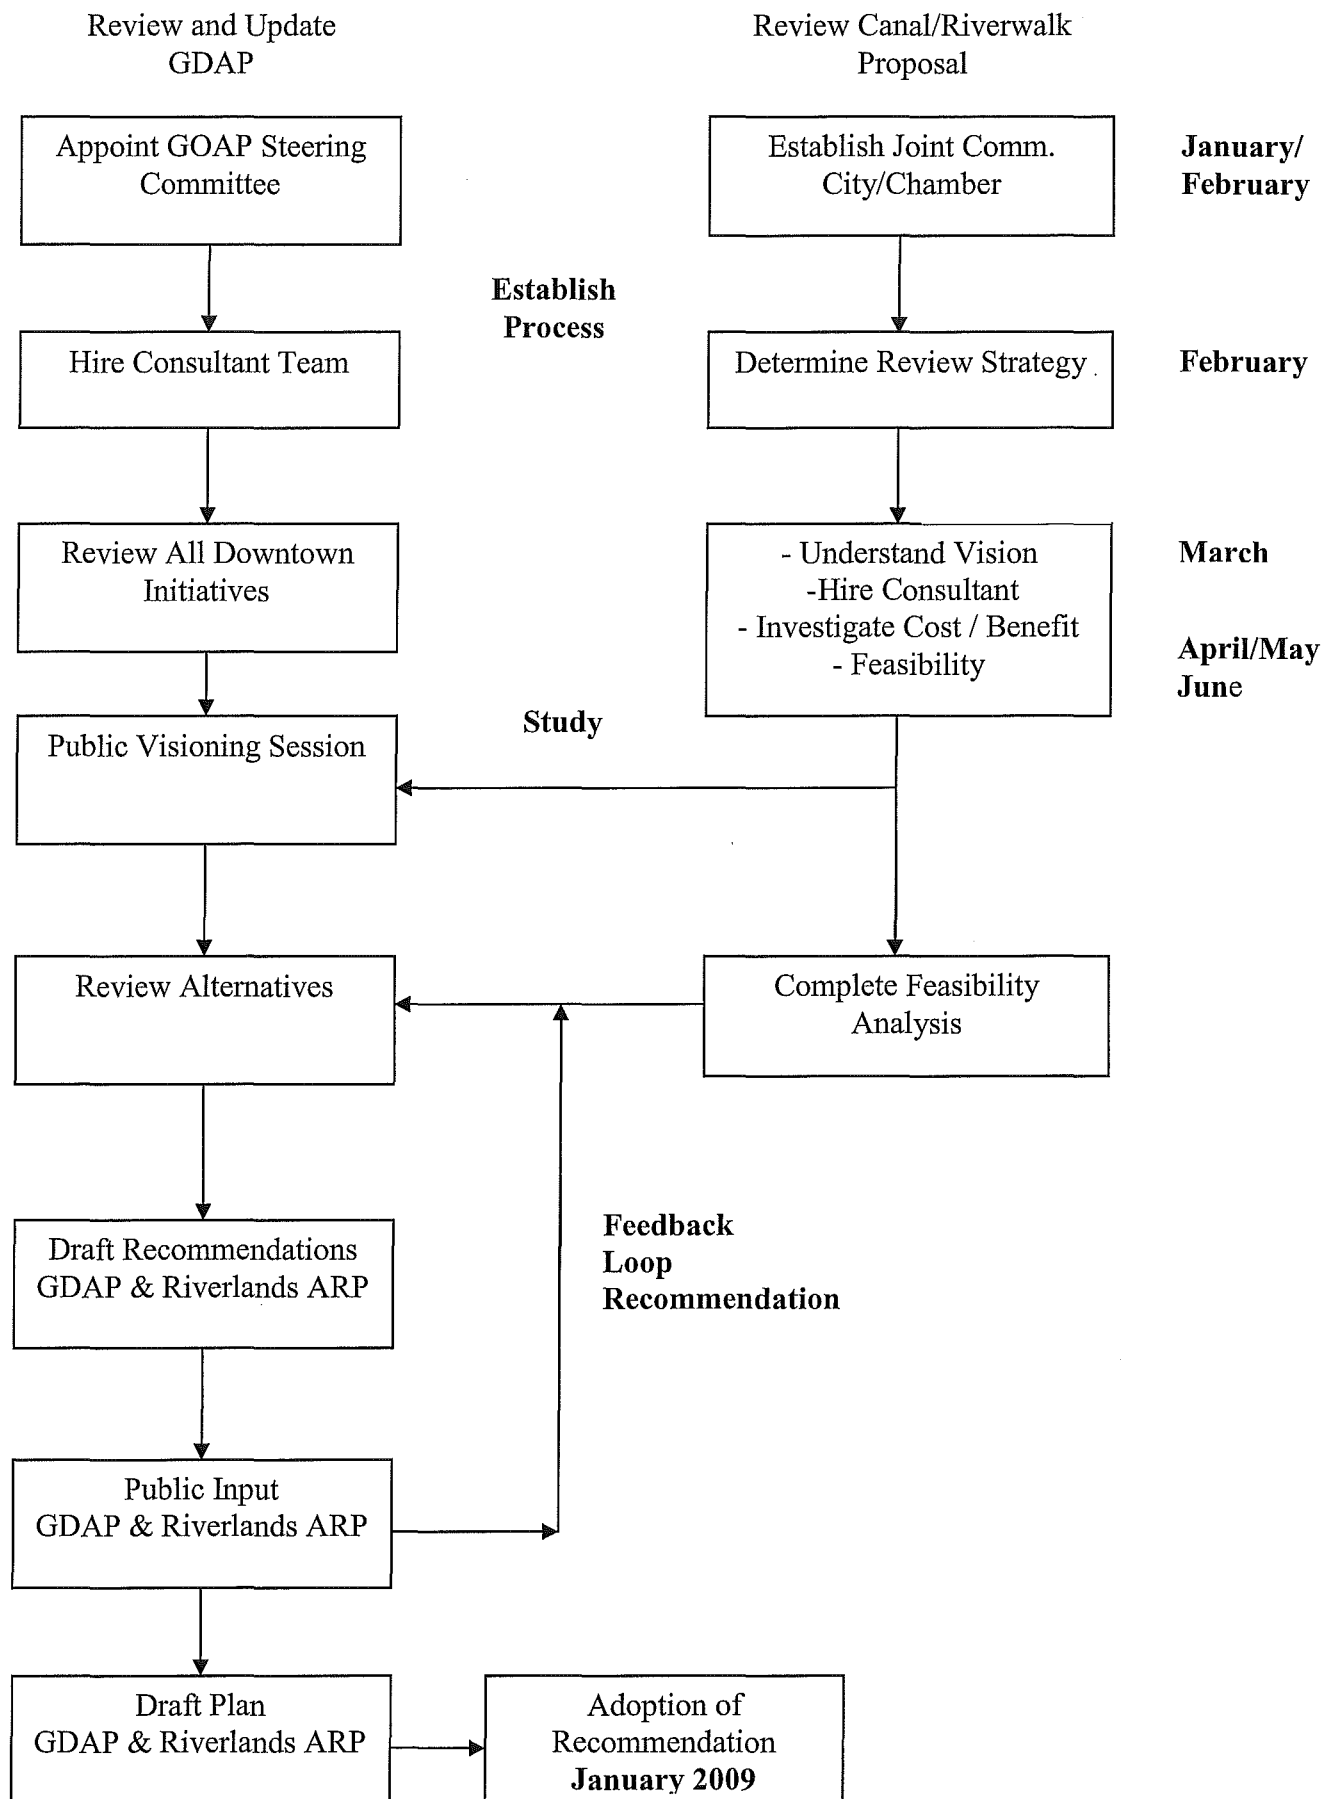 Review and Update
GDAP
Review Canal/Riverwalk
Proposal
Appoint GOAP Steering
Committee
Establish Joint Comm.
City/Chamber
January/
February
Establish
Process
Hire Consultant Team
Determine Review Strategy
February
Review All Downtown
Initiatives
- Understand Vision
-Hire Consultant
- Investigate Cost / Benefit
- Feasibility
March
April/May
June
Public Visioning Session
Study
Review Alternatives
Complete Feasibility
Analysis
Draft Recommendations
GDAP & Riverlands ARP
Feedback
Loop
Recommendation
Public Input
GDAP & Riverlands ARP
Draft Plan
GDAP & Riverlands ARP
Adoption of
Recommendation
January 2009